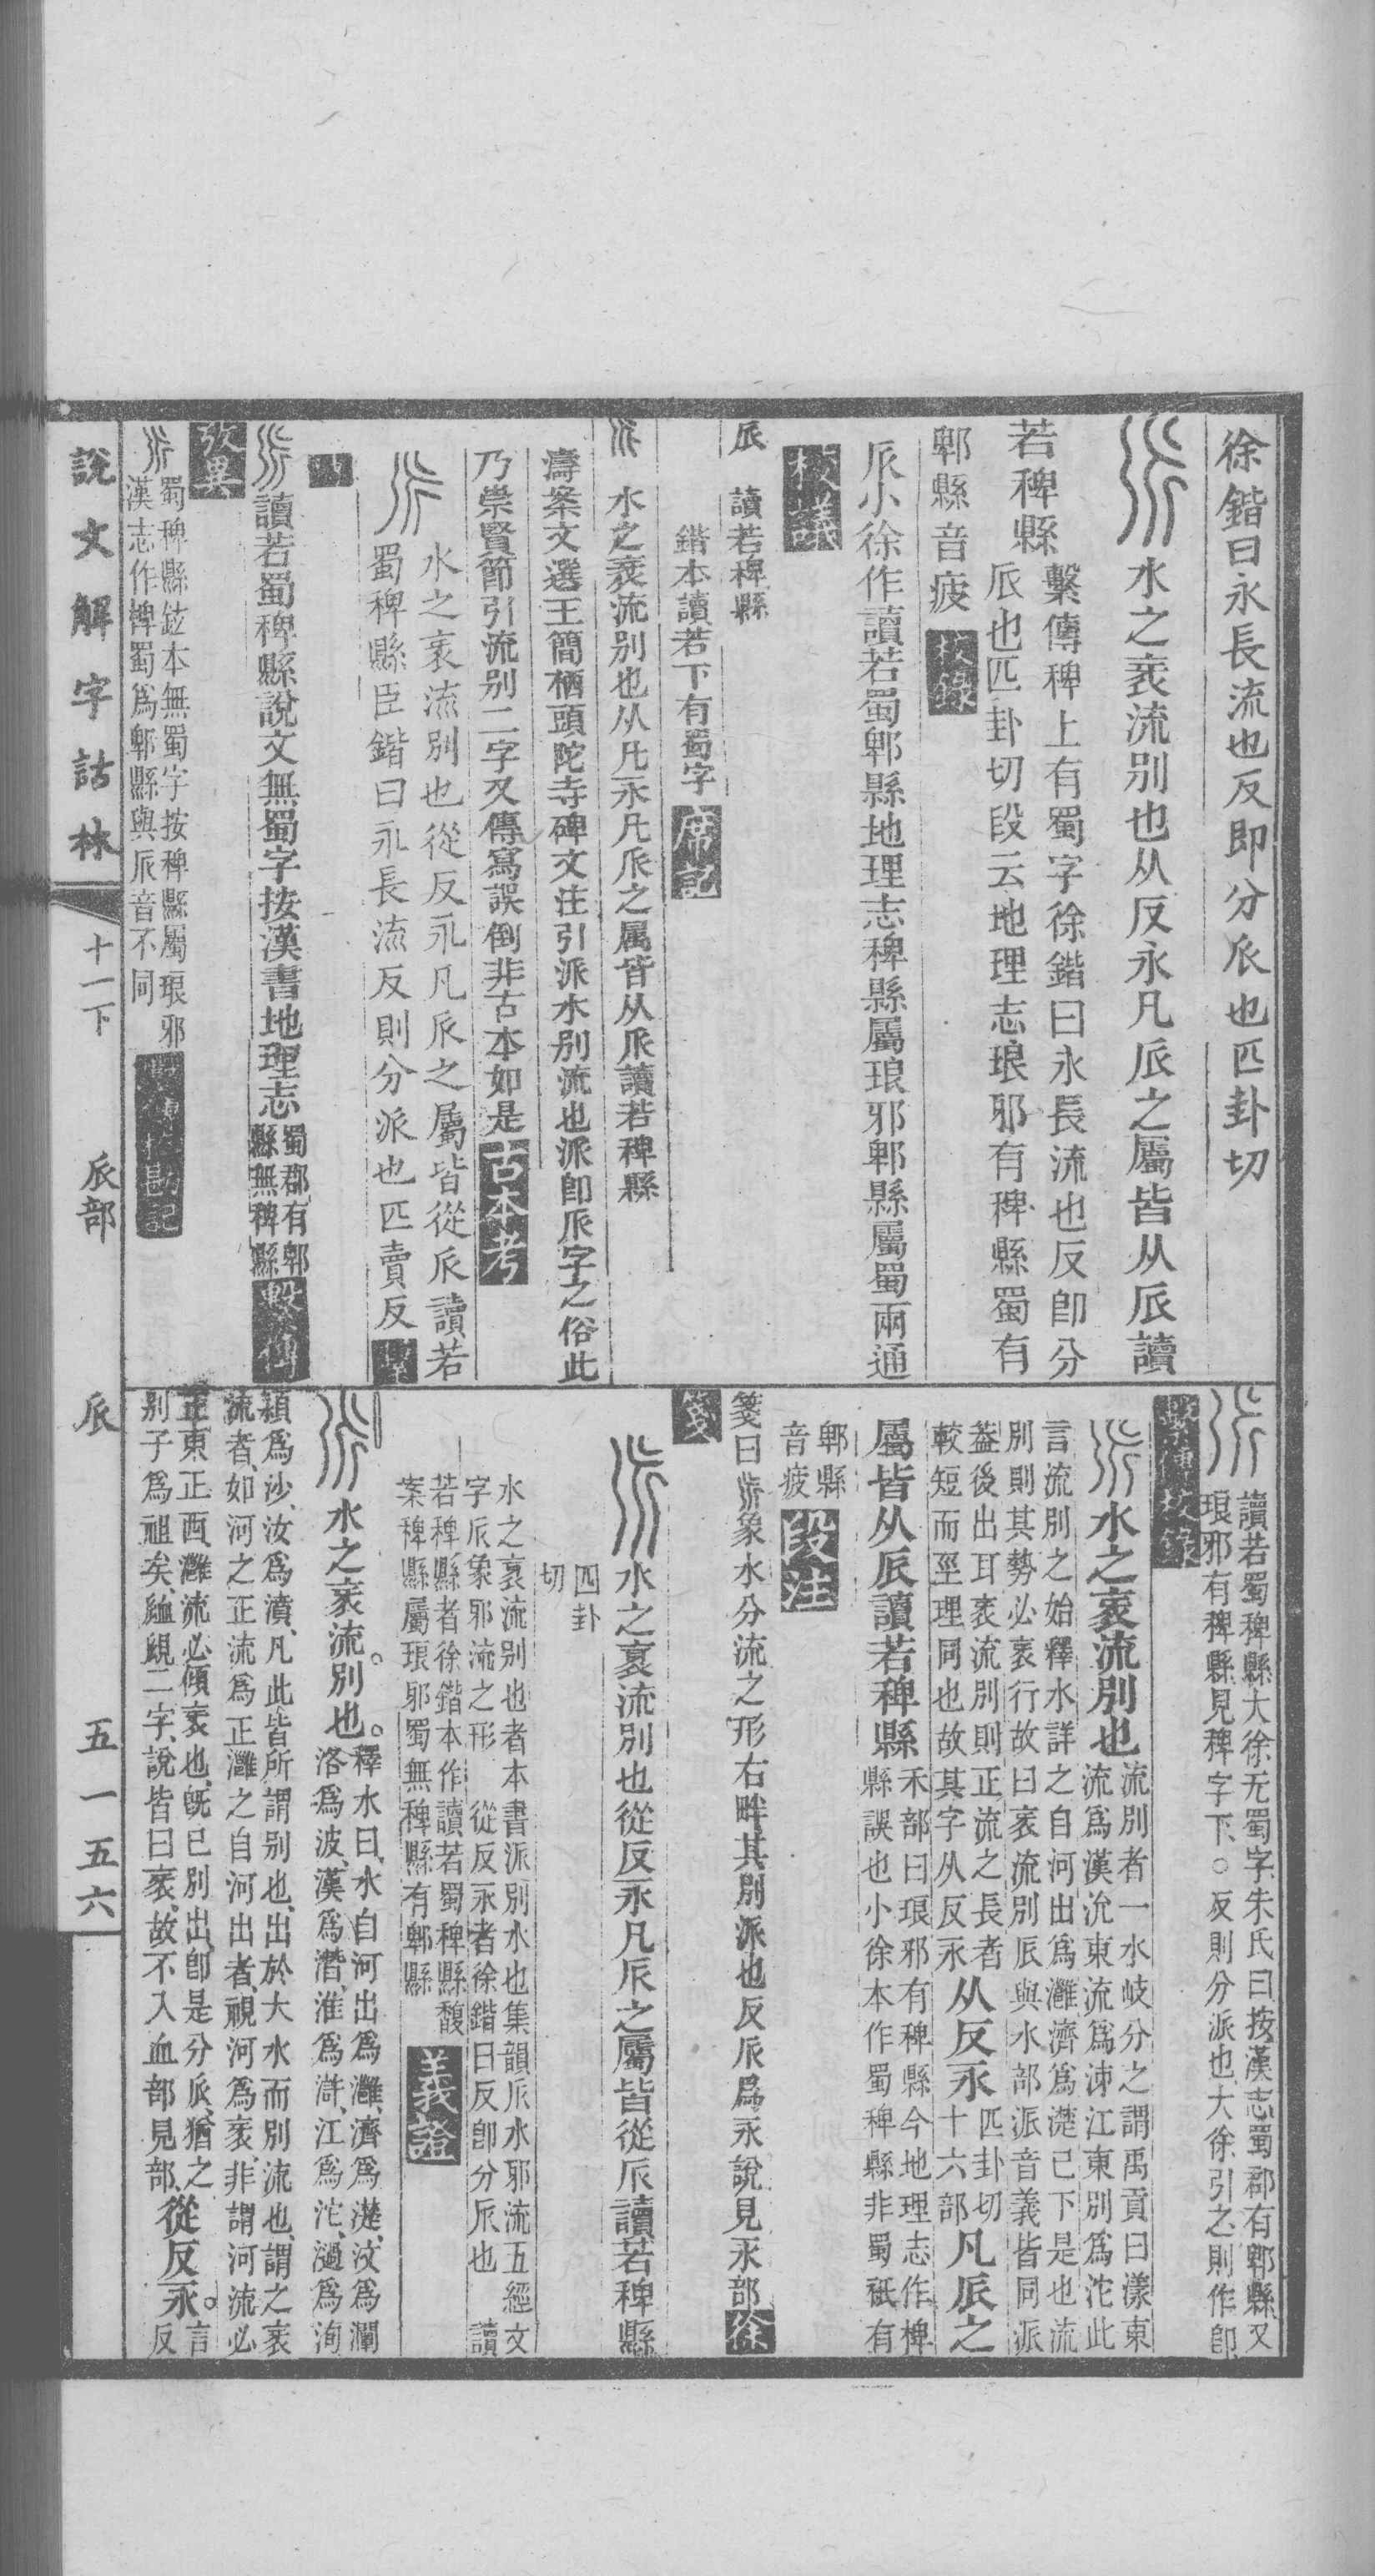 徐鍇曰永長流也反即分𠂢也匹卦切
水之衺流別也从反永凡𠂢之屬皆从𠂢讀
若稗縣
繫傳稗上有蜀字徐鍇曰永長流也反卽分
𠂢也匹卦切段云地理志琅邪有稗縣蜀有
郫縣音疲
校錄
𠂢小徐作讀若蜀郫縣地理志稗縣屬琅邪郫縣屬蜀兩通
校議
𠂢 讀若稗縣
鍇本讀若下有蜀字
席記
水之衺流別也从𠂢之屬皆从𠂢讀若稗縣
濤案文選王簡栖頭陀寺碑文注引派水別流也派卽𠂢字之俗此
乃崇賢節引流別二字又傳寫誤倒非古本如是
古本考
水之衺流別也從反永凡𠂢之屬皆從𠂢讀若
蜀稗縣臣鍇曰永長流反則分派也匹賣反
讀若蜀稗縣說文無蜀字按漢書地理志
蜀郡有郫
縣無稗縣
攷異
蜀稗縣鉉本無蜀字按稗縣屬琅邪
漢志作稗蜀爲郫縣與𠂢音不同
讀若蜀稗縣大徐无蜀字朱氏曰按漢志蜀郡有郫縣又
琅邪有稗縣見稗字下○反則分派也大徐引之則作卽
繫傳校錄
水之衺流別也
流別者一水岐分之謂禹貢曰漾東
流爲漢沇東流爲泲江東別爲沱此
言流別之始釋水詳之自河出爲灉濟爲濋已下是也流
別則其勢必衺行故曰衺流別𠂢與水部派音義皆同派
葢後出耳衺流別則正流之長者
較短而巠理同也故其字从反永
从反永
匹卦切
十六部
凡𠂢之
屬皆从𠂢讀若稗縣
禾部曰琅邪有稗縣今地理志作椑
縣誤也小徐本作蜀稗縣非蜀祇有
郫縣
音疲
段注
箋曰𠂢象水分流之形右畔其別派也反𠂢爲永說見永部
徐
箋
水之衺流別也從反永凡𠂢之屬皆從𠂢讀若稗縣
匹卦
切
水之衺流別也者本書派別水也集韻𠂢水邪流五經文
字𠂢象邪流之形 從反永者徐鍇曰反卽分𠂢也 讀
若稗縣者徐鍇本作讀若蜀稗縣馥
案稗縣屬琅邪蜀無稗縣有郫縣
義證
水之衺流別也
釋水曰水自河出爲灉濟爲濋汶爲灛
洛爲波漢爲潛淮爲滸江爲沱濄爲洵
潁爲沙汝爲濆凡此皆所謂別也出於大水而別流也謂之衺
流者如河之正流爲正灉之自河出者視河爲衺非謂河流必
正東正西灉流必傾衺也旣已別出卽是分𠂢猶之
別子爲祖矣䘑覛二字說皆曰衺故不入血部見部
從反永
言
反
說文解字詁林
十一下
𠂢部
𠂢
五一五六